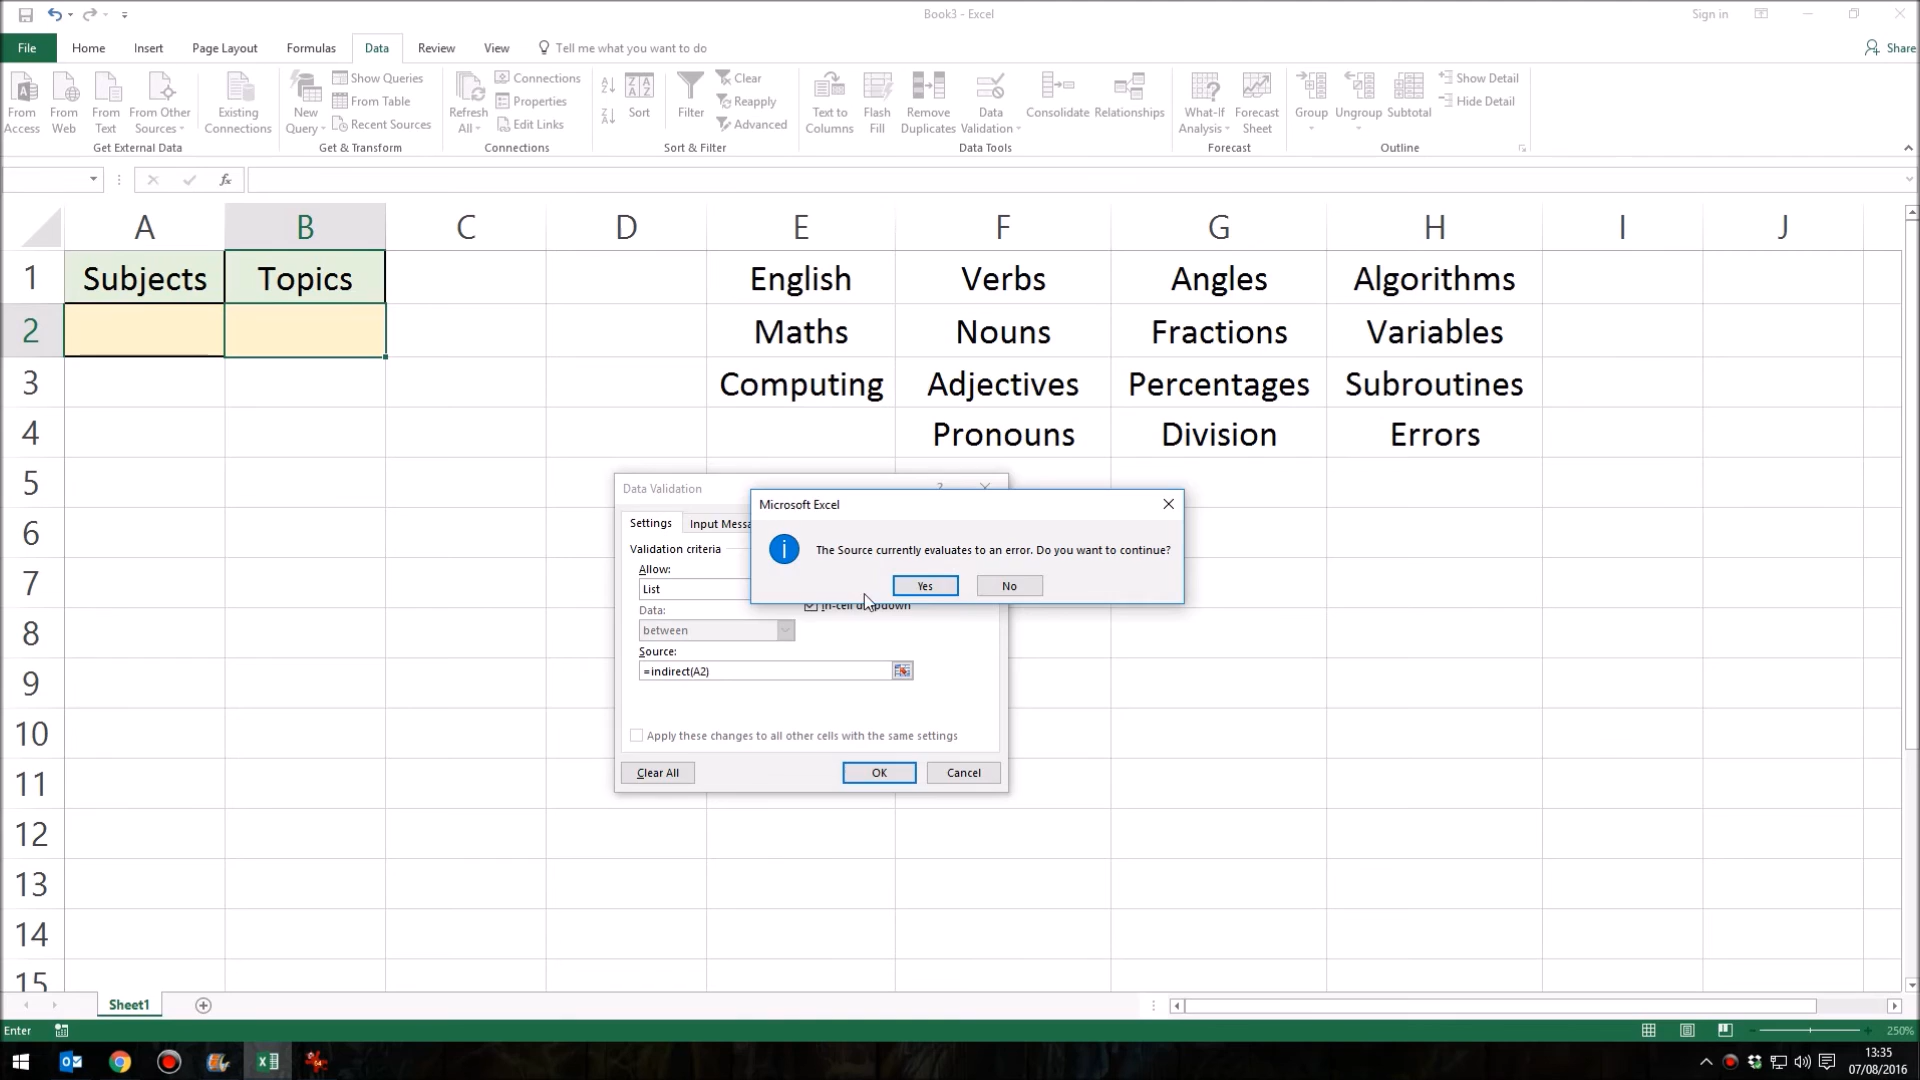 Book3 - Excel
Sign in
File Home Insert Page Layout Formulas Data Review View Tell me what you want to do Share
From Access
From Web
From Text
From Other Sources
Existing Connections
Get External Data
New Query
Show Queries
From Table
Recent Sources
Get & Transform
Refresh All
Connections
Properties
Edit Links
Connections
Sort
Filter
Clear
Reapply
Advanced
Sort & Filter
Text to Columns
Flash Fill
Remove Duplicates
Data Validation
Consolidate
Relationships
Data Tools
What-If Analysis
Forecast Sheet
Forecast
Group
Ungroup
Subtotal
Show Detail
Hide Detail
Outline
fx
A B C D E F G H I J
1 Subjects Topics English Verbs Angles Algorithms
2 Maths Nouns Fractions Variables
3 Computing Adjectives Percentages Subroutines
4 Pronouns Division Errors
5
6
7
8
9
10
11
12
13
14
15
Data Validation ?
Settings Input Messa
Validation criteria
Allow:
List
In-cell dropdown
Data:
between
Source:
=indirect(A2)
Apply these changes to all other cells with the same settings
Clear All OK Cancel
Microsoft Excel
The Source currently evaluates to an error. Do you want to continue?
Yes No
Sheet1
Enter
250%
13:35
07/08/2016